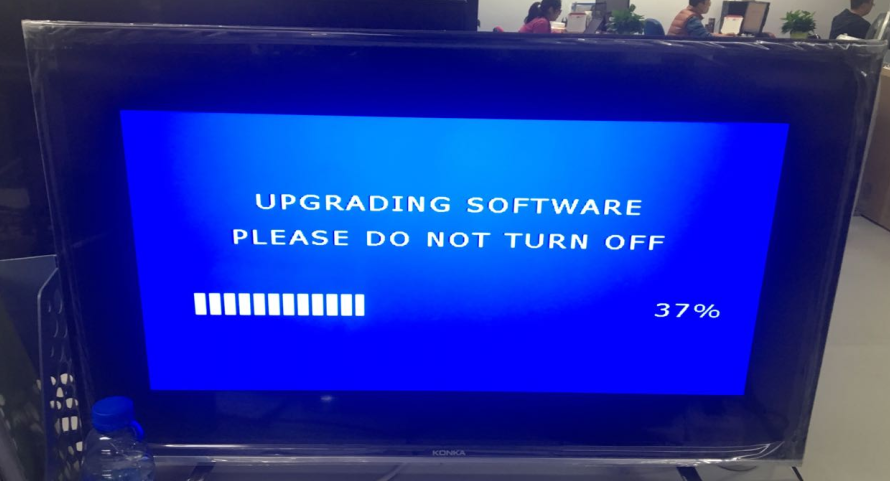 UPGRADING SOFTWARE
PLEASE DO NOT TURN OFF
37%
KONKA